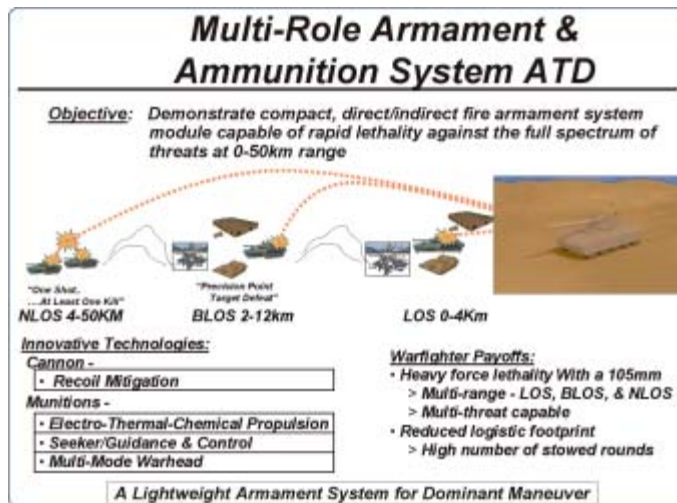 Multi-Role Armament &
Ammunition System ATD
Objective: Demonstrate compact, direct/indirect fire armament system
module capable of rapid lethality against the full spectrum of
threats at 0-50km range
"One Shot..
....At Least One Kill"
NLOS 4-50KM
"Precision Point
Target Defeat"
BLOS 2-12km
LOS 0-4Km
Innovative Technologies:
Cannon -
• Recoil Mitigation
Munitions -
• Electro-Thermal-Chemical Propulsion
• Seeker/Guidance & Control
• Multi-Mode Warhead
Warfighter Payoffs:
• Heavy force lethality With a 105mm
> Multi-range - LOS, BLOS, & NLOS
> Multi-threat capable
• Reduced logistic footprint
> High number of stowed rounds
A Lightweight Armament System for Dominant Maneuver